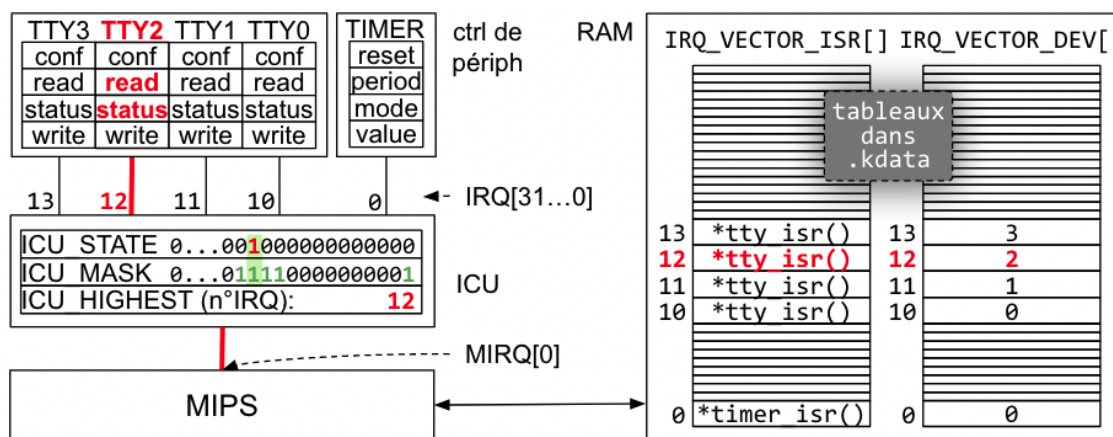 TTY3 TTY2 TTY1 TTY0
conf conf conf conf
read read read read
status status status status
write write write write
TIMER
reset
period
mode
value
ctrl de
périph
13 12 11 10 0
IRQ[31...0]
ICU_STATE 0...001000000000000
ICU_MASK 0...011110000000001
ICU_HIGHEST (n°IRQ): 12
ICU
MIRQ[0]
MIPS
RAM
IRQ_VECTOR_ISR[] IRQ_VECTOR_DEV[
tableaux
dans
.kdata
13 *tty_isr() 13 3
12 *tty_isr() 12 2
11 *tty_isr() 11 1
10 *tty_isr() 10 0
0 *timer_isr() 0 0